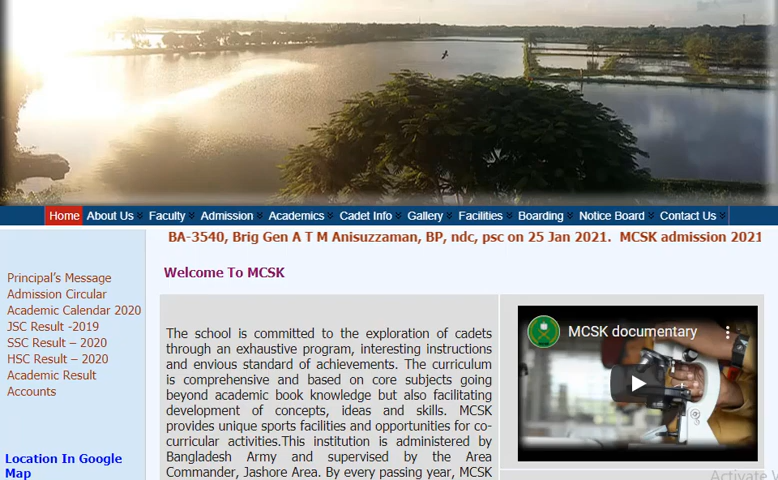 Home About Us Faculty Admission Academics Cadet Info Gallery Facilities Boarding Notice Board Contact Us
BA-3540, Brig Gen A T M Anisuzzaman, BP, ndc, psc on 25 Jan 2021. MCSK admission 2021
Welcome To MCSK
Principal's Message
Admission Circular
Academic Calendar 2020
JSC Result -2019
SSC Result – 2020
HSC Result – 2020
Academic Result
Accounts
Location In Google
Map
The school is committed to the exploration of cadets
through an exhaustive program, interesting instructions
and envious standard of achievements. The curriculum
is comprehensive and based on core subjects going
beyond academic book knowledge but also facilitating
development of concepts, ideas and skills. MCSK
provides unique sports facilities and opportunities for co-
curricular activities.This institution is administered by
Bangladesh Army and supervised by the Area
Commander, Jashore Area. By every passing year, MCSK
MCSK documentary
Activate